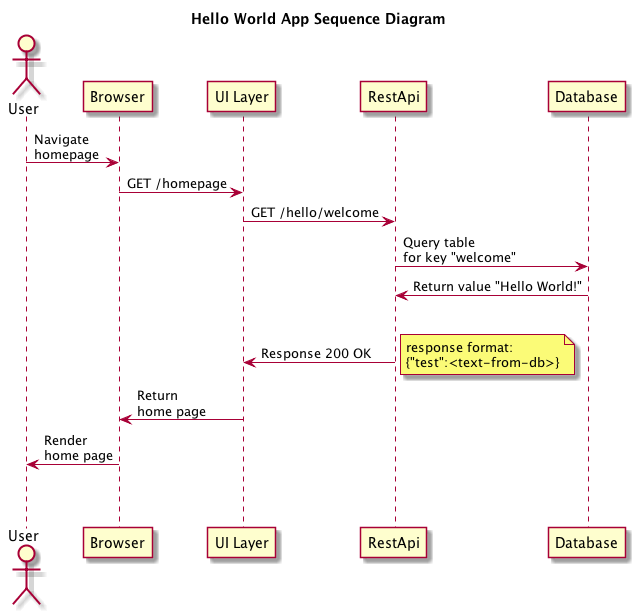 Hello World App Sequence Diagram
User
Browser
UI Layer
RestApi
Database
Navigate
homepage
GET /homepage
GET /hello/welcome
Query table
for key "welcome"
Return value "Hello World!"
response format:
{"test":<text-from-db>}
Response 200 OK
Return
home page
Render
home page
User
Browser
UI Layer
RestApi
Database